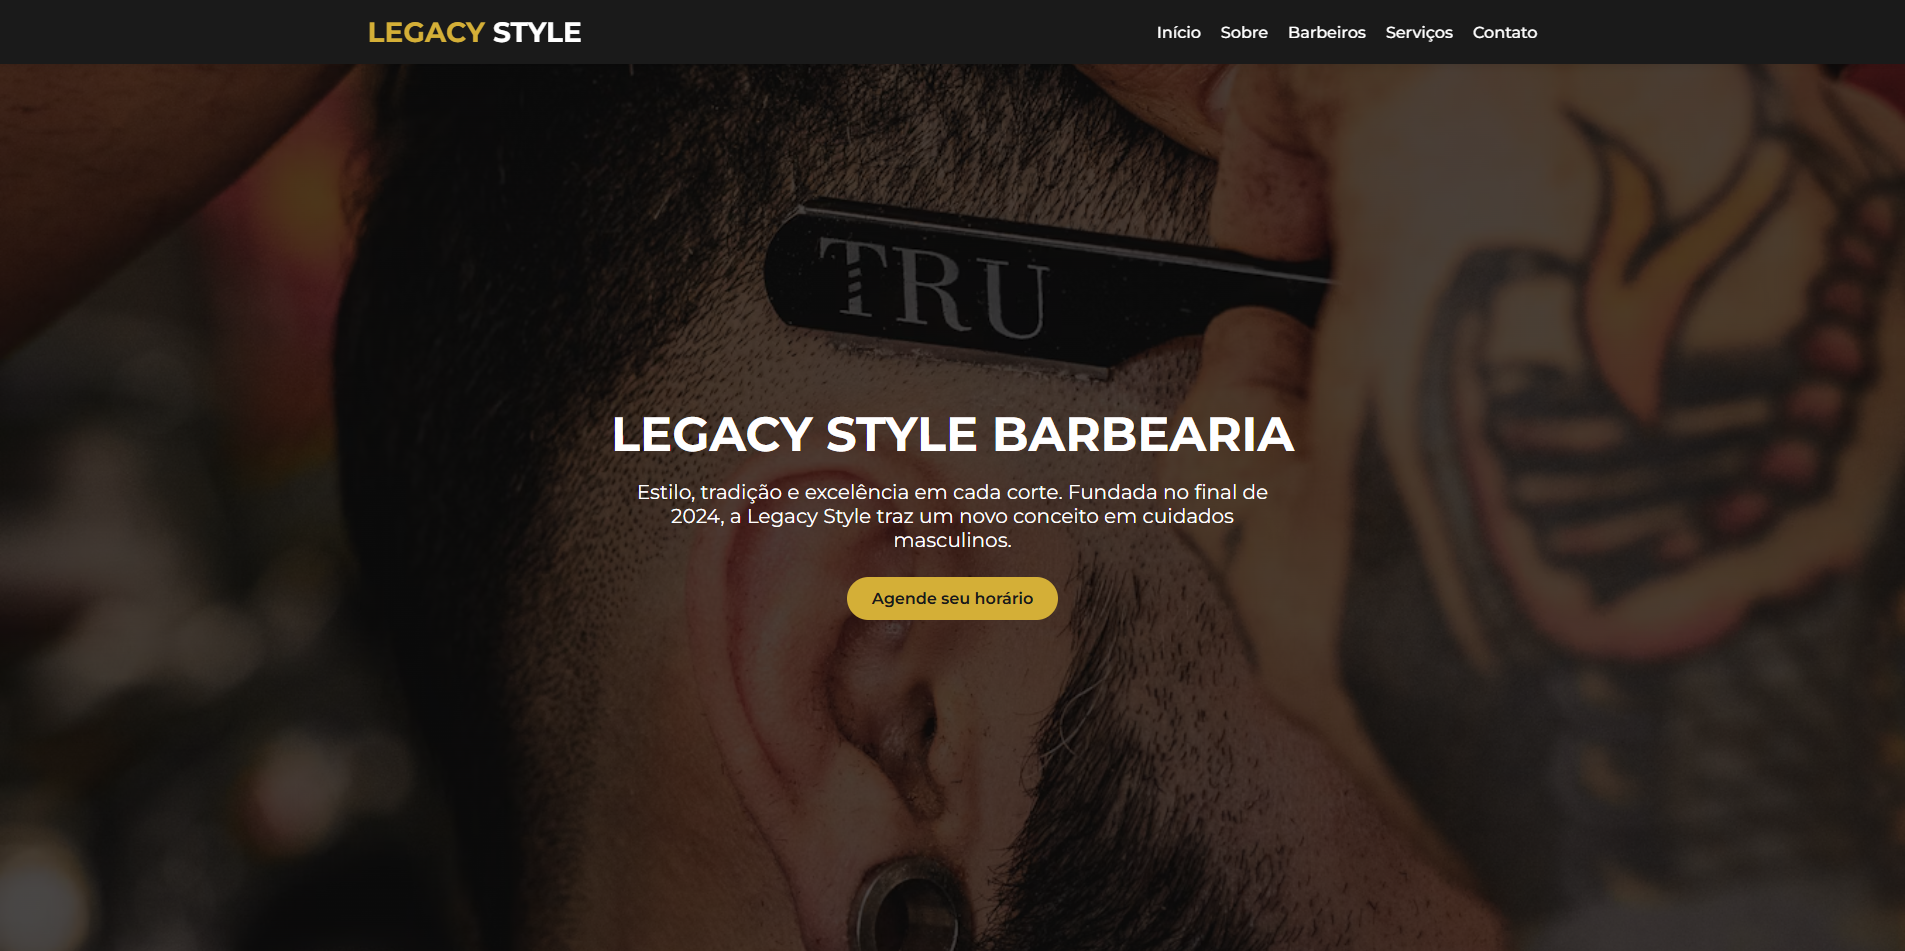 LEGACY STYLE
Início Sobre Barbeiros Serviços Contato
TRU
LEGACY STYLE BARBEARIA
Estilo, tradição e excelência em cada corte. Fundada no final de
2024, a Legacy Style traz um novo conceito em cuidados
masculinos.
Agende seu horário